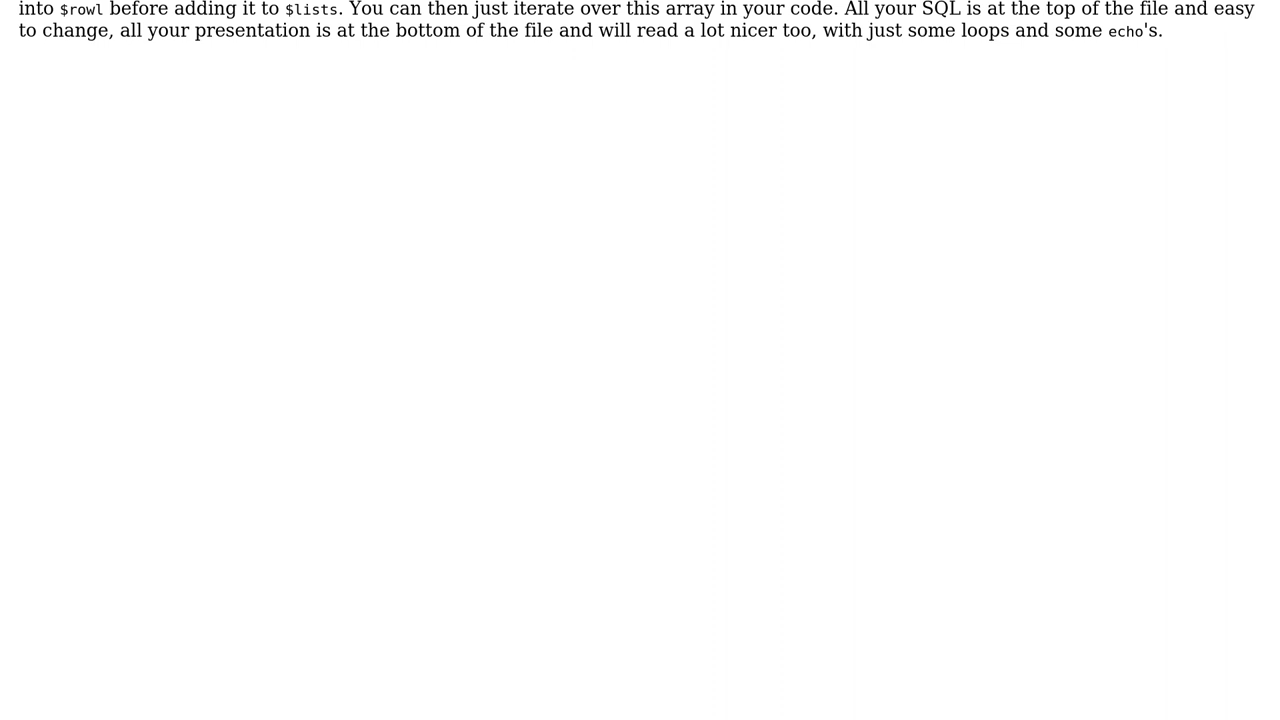 into $rowl before adding it to $lists. You can then just iterate over this array in your code. All your SQL is at the top of the file and easy
to change, all your presentation is at the bottom of the file and will read a lot nicer too, with just some loops and some echo's.